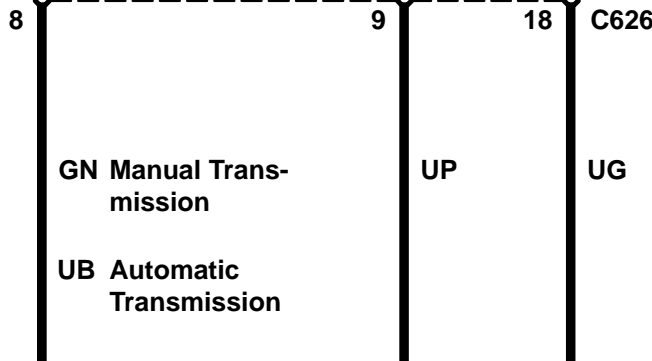 8 9 18 C626
GN Manual Trans-
mission
UP UG
UB Automatic
Transmission